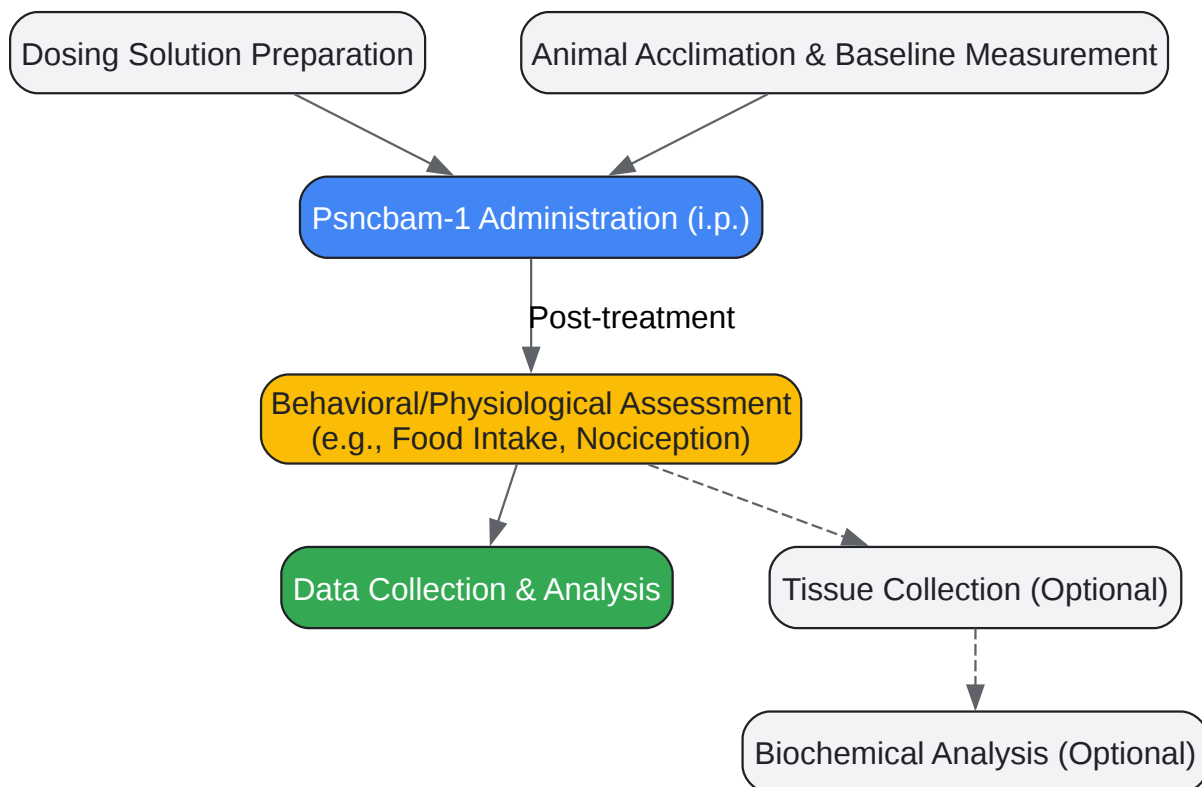 Dosing Solution Preparation
Animal Acclimation & Baseline Measurement
Psncbam-1 Administration (i.p.)
Post-treatment
Behavioral/Physiological Assessment
(e.g., Food Intake, Nociception)
Data Collection & Analysis
Tissue Collection (Optional)
Biochemical Analysis (Optional)